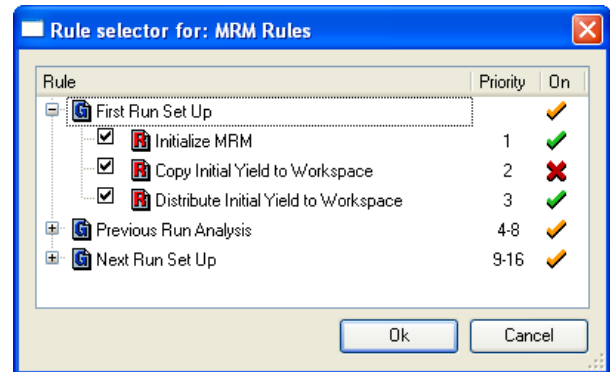 Rule selector for: MRM Rules
Rule Priority On
First Run Set Up
Initialize MRM 1
Copy Initial Yield to Workspace 2
Distribute Initial Yield to Workspace 3
Previous Run Analysis 4-8
Next Run Set Up 9-16
Ok Cancel